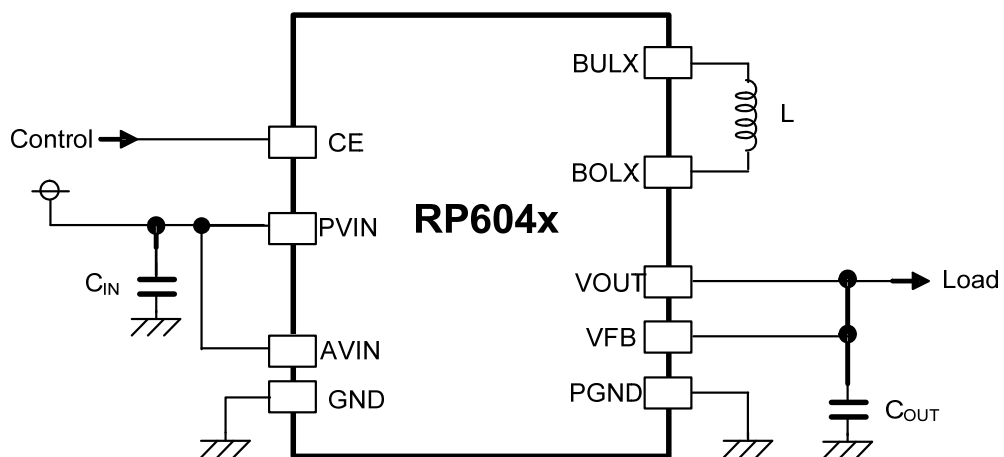 BULX
L
Control
CE
BOLX
RP604x
PVIN
CIN
VOUT
Load
VFB
AVIN
GND
PGND
COUT